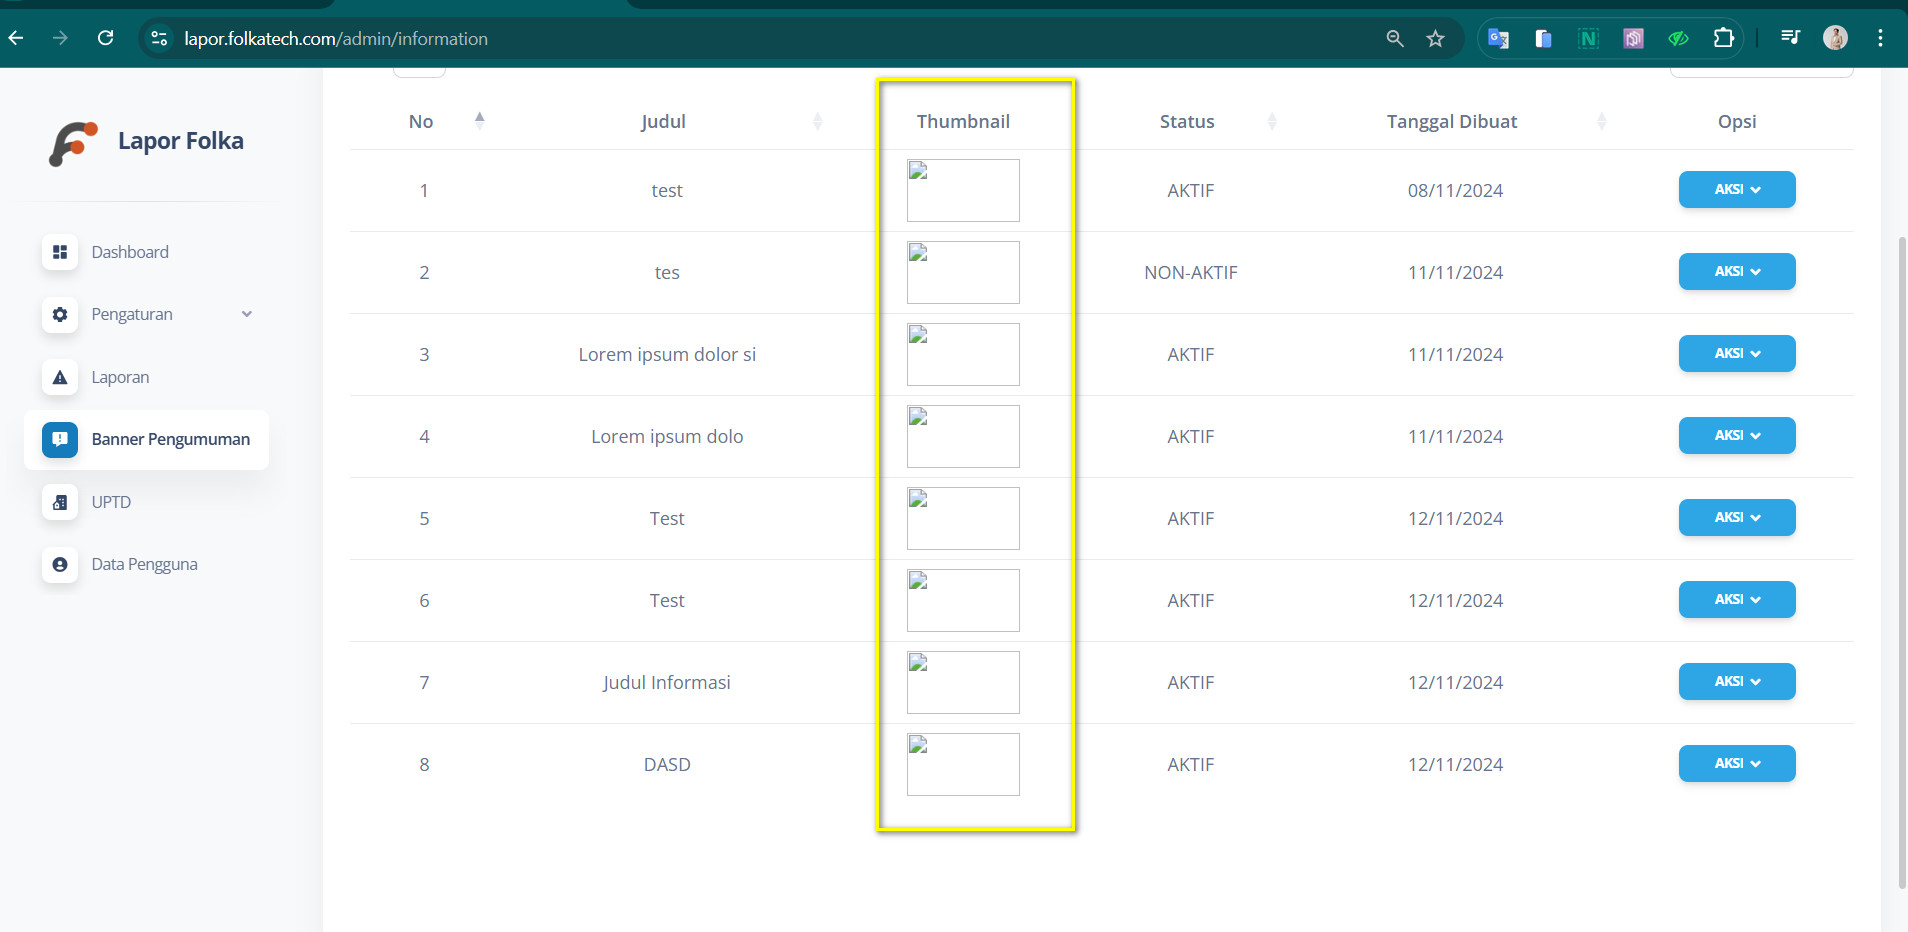 lapor.folkatech.com/admin/information
Lapor Folka
Dashboard
Pengaturan
Laporan
Banner Pengumuman
UPTD
Data Pengguna
No Judul Thumbnail Status Tanggal Dibuat Opsi
1 test AKTIF 08/11/2024 AKSI
2 tes NON-AKTIF 11/11/2024 AKSI
3 Lorem ipsum dolor si AKTIF 11/11/2024 AKSI
4 Lorem ipsum dolo AKTIF 11/11/2024 AKSI
5 Test AKTIF 12/11/2024 AKSI
6 Test AKTIF 12/11/2024 AKSI
7 Judul Informasi AKTIF 12/11/2024 AKSI
8 DASD AKTIF 12/11/2024 AKSI